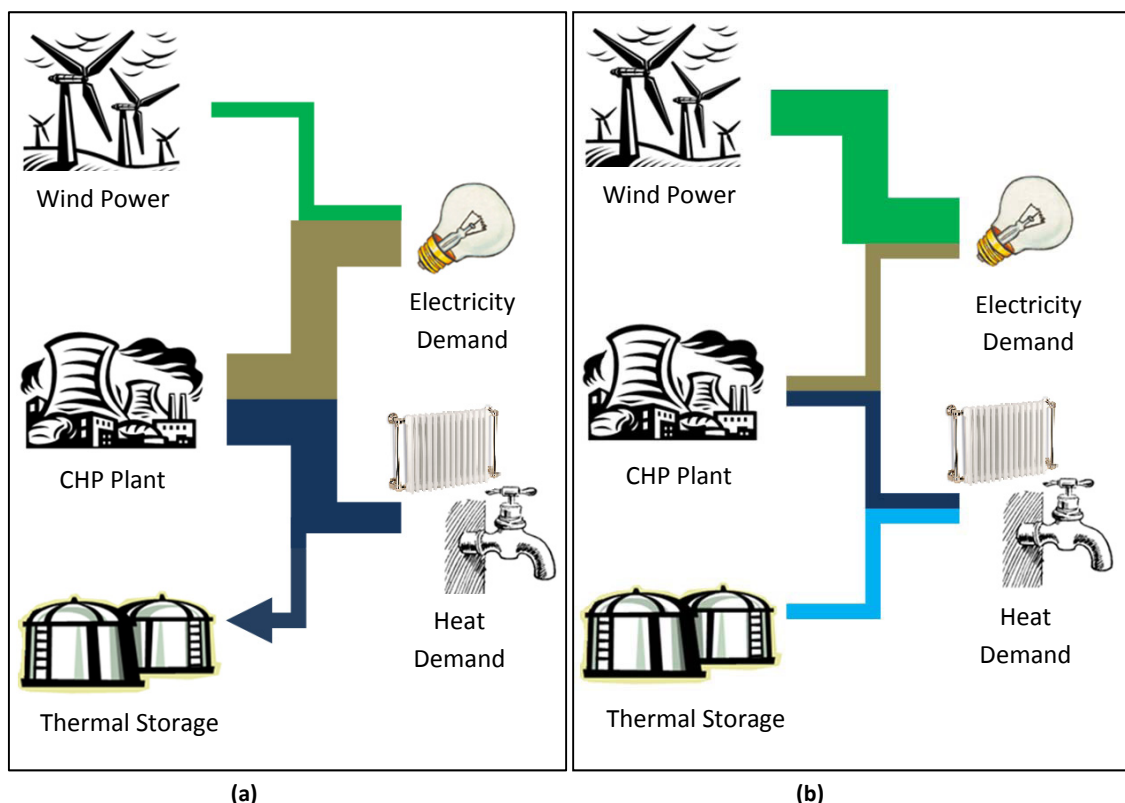 Wind Power
Electricity
Demand
CHP Plant
Heat
Demand
Thermal Storage
(a)
Wind Power
Electricity
Demand
CHP Plant
Heat
Demand
Thermal Storage
(b)